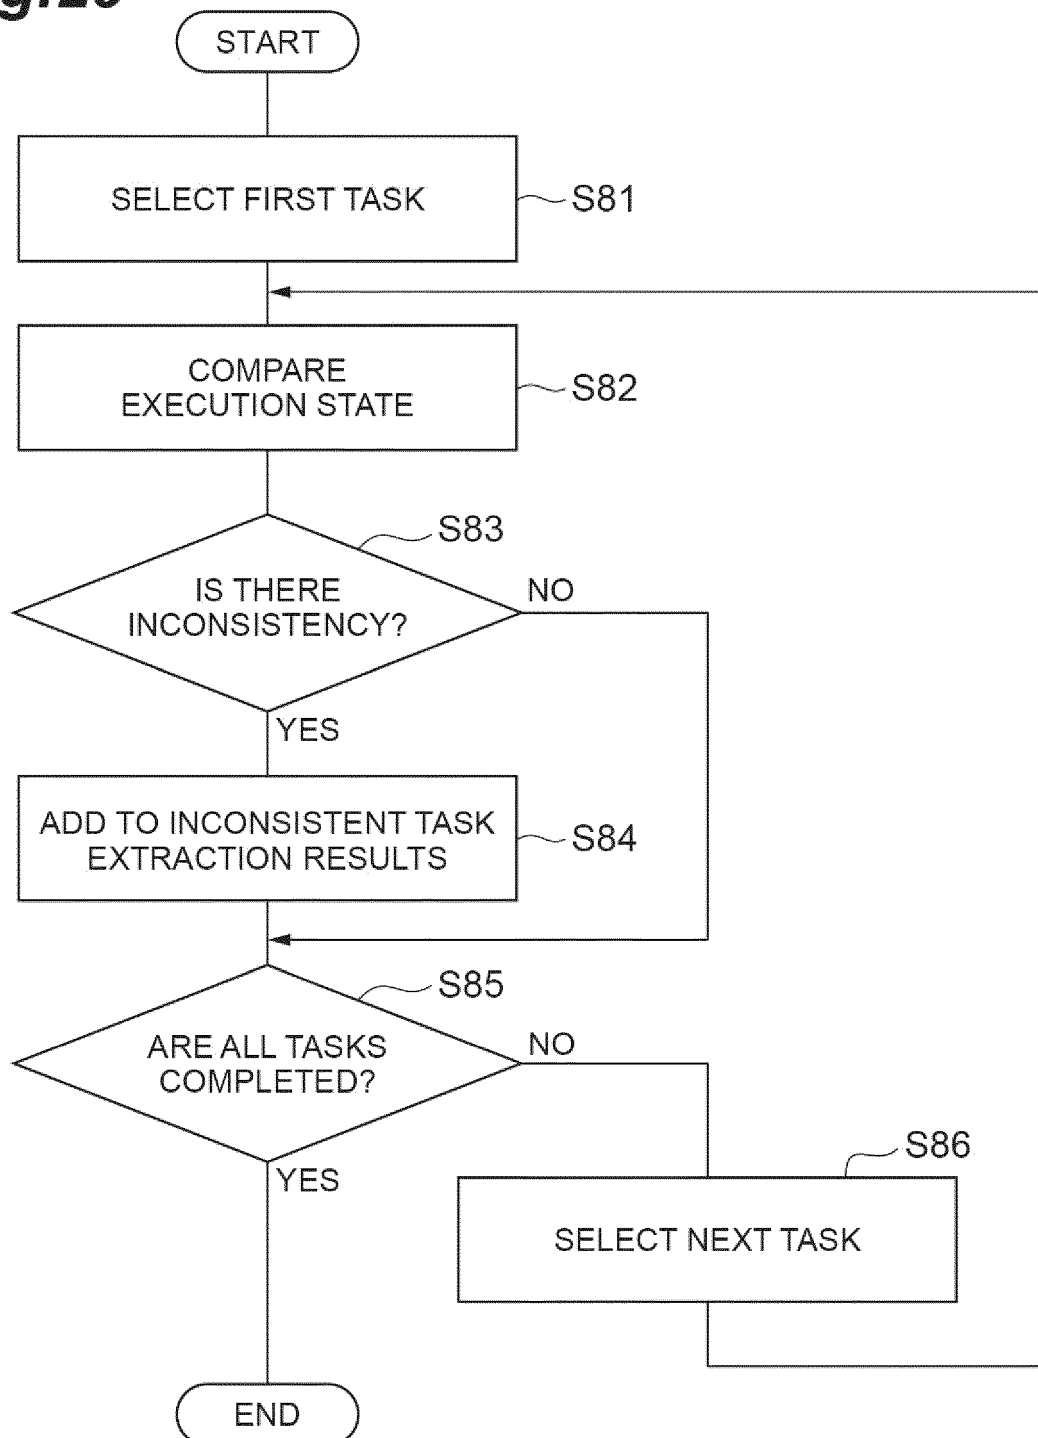 START
SELECT FIRST TASK
S81
COMPARE
EXECUTION STATE
S82
S83
IS THERE
INCONSISTENCY?
NO
YES
ADD TO INCONSISTENT TASK
EXTRACTION RESULTS
S84
S85
ARE ALL TASKS
COMPLETED?
NO
YES
S86
SELECT NEXT TASK
END